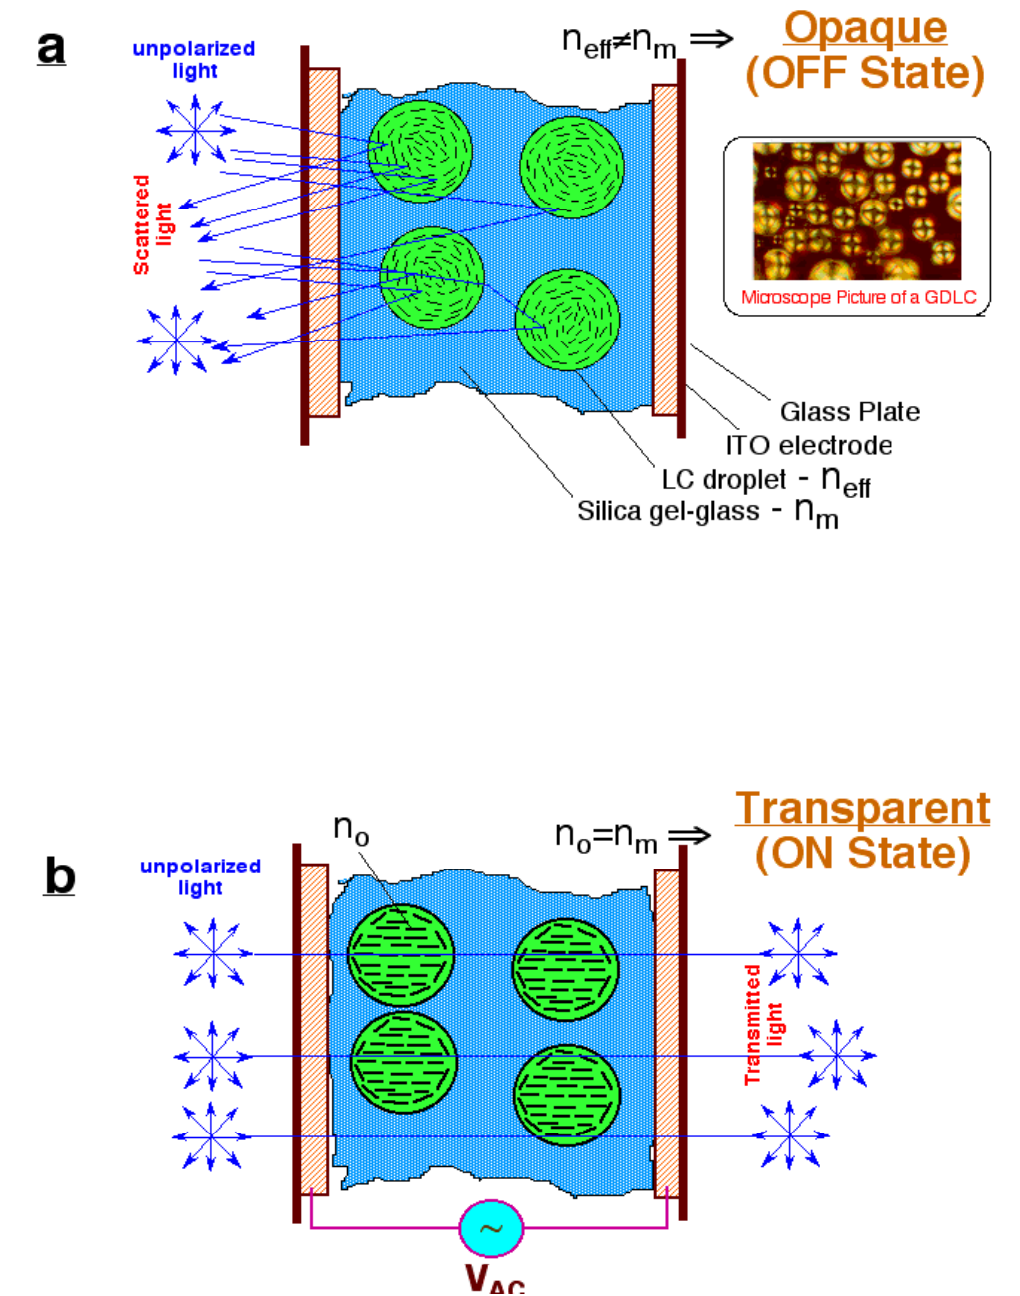 a
unpolarized
light
n_eff≠n_m ⇒
Opaque
(OFF State)
Scattered
light
Microscope Picture of a GDLC
Glass Plate
ITO electrode
LC droplet - n_eff
Silica gel-glass - n_m
b
unpolarized
light
n_o
n_o=n_m ⇒
Transparent
(ON State)
Transmitted
light
~
V_AC